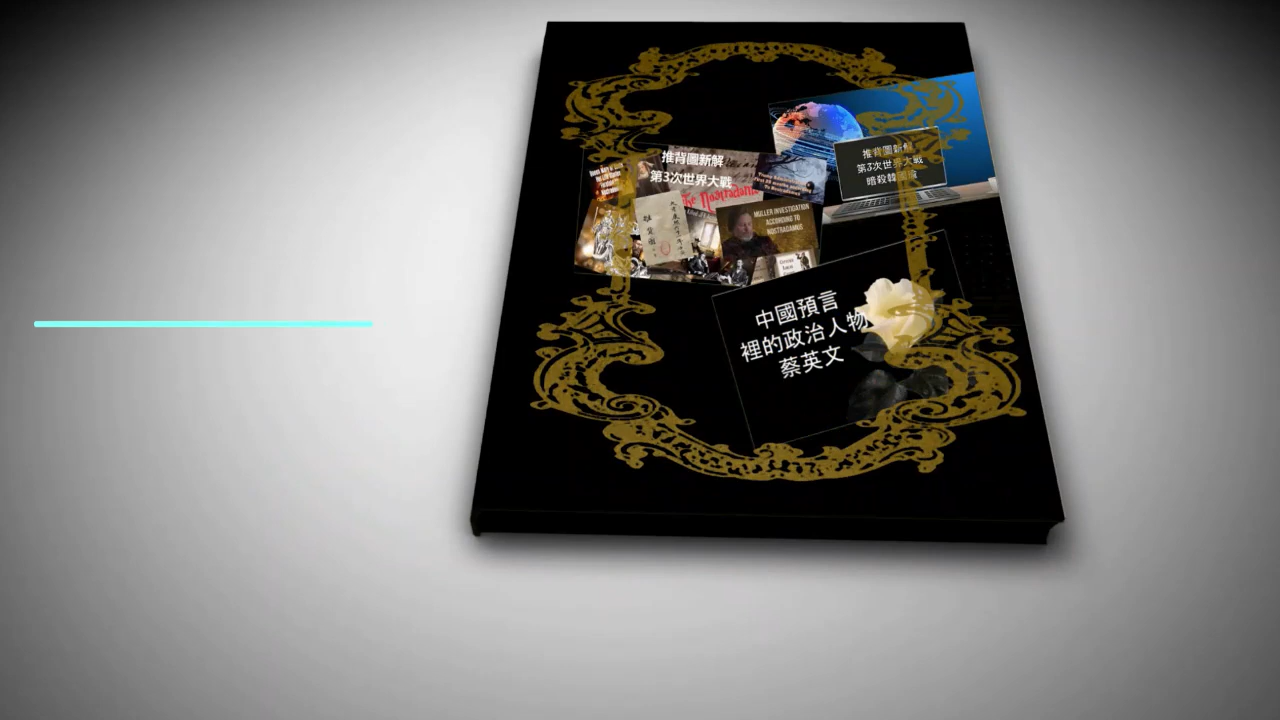 推背圖新解
第3次世界大戰
推背圖新解
第3次世界大戰
暗殺韓國瑜
The Nostradamus
MULLER INVESTIGATION
ACCORDING TO
NOSTRADAMUS
中國預言
裡的政治人物
蔡英文